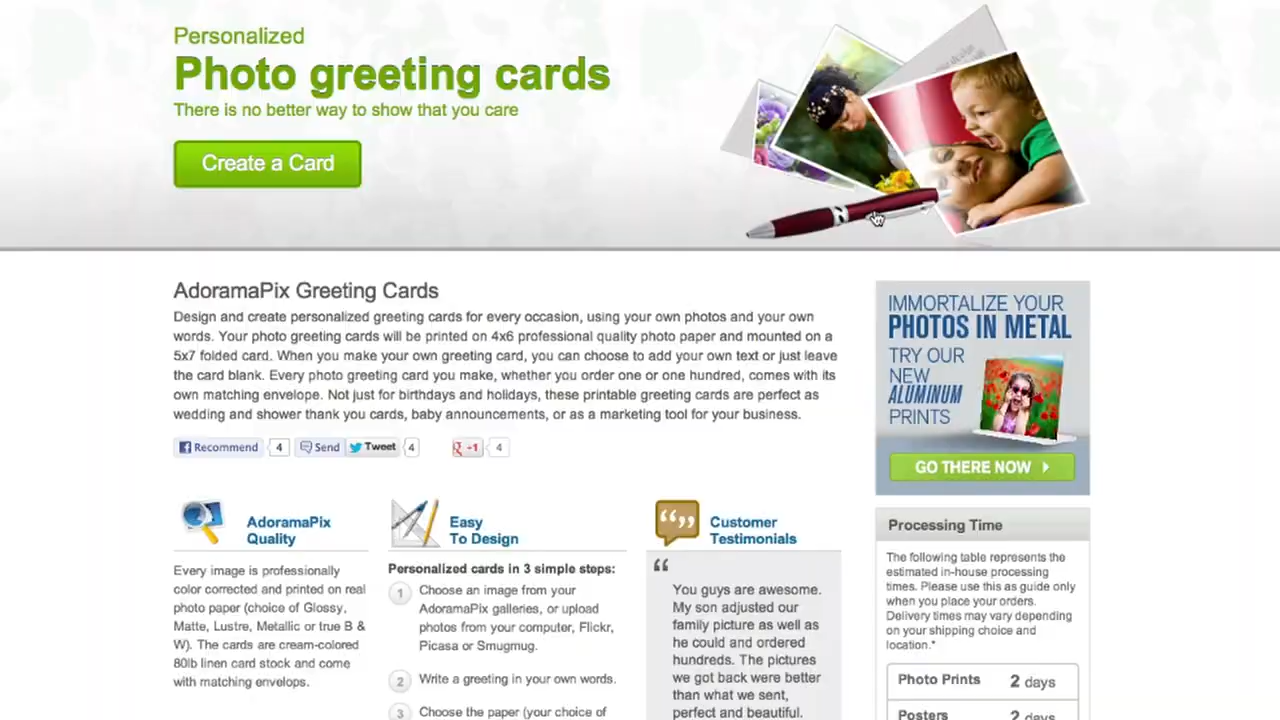 Personalized
Photo greeting cards
There is no better way to show that you care
Create a Card
AdoramaPix Greeting Cards
Design and create personalized greeting cards for every occasion, using your own photos and your own
words. Your photo greeting cards will be printed on 4x6 professional quality photo paper and mounted on a
5x7 folded card. When you make your own greeting card, you can choose to add your own text or just leave
the card blank. Every photo greeting card you make, whether you order one or one hundred, comes with its
own matching envelope. Not just for birthdays and holidays, these printable greeting cards are perfect as
wedding and shower thank you cards, baby announcements, or as a marketing tool for your business.
Recommend 4 Send Tweet 4 +1 4
AdoramaPix
Quality
Every image is professionally
color corrected and printed on real
photo paper (choice of Glossy,
Matte, Lustre, Metallic or true B &
W). The cards are cream-colored
80lb linen card stock and come
with matching envelops.
Easy
To Design
Personalized cards in 3 simple steps:
1 Choose an image from your
AdoramaPix galleries, or upload
photos from your computer, Flickr,
Picasa or Smugmug.
2 Write a greeting in your own words.
3 Choose the paper (your choice of
Customer
Testimonials
“ You guys are awesome.
My son adjusted our
family picture as well as
he could and ordered
hundreds. The pictures
we got back were better
than what we sent,
perfect and beautiful.
IMMORTALIZE YOUR
PHOTOS IN METAL
TRY OUR
NEW
ALUMINUM
PRINTS
GO THERE NOW
Processing Time
The following table represents the
estimated in-house processing
times. Please use this as guide only
when you place your orders.
Delivery times may vary depending
on your shipping choice and
location.*
Photo Prints 2 days
Posters 2 days